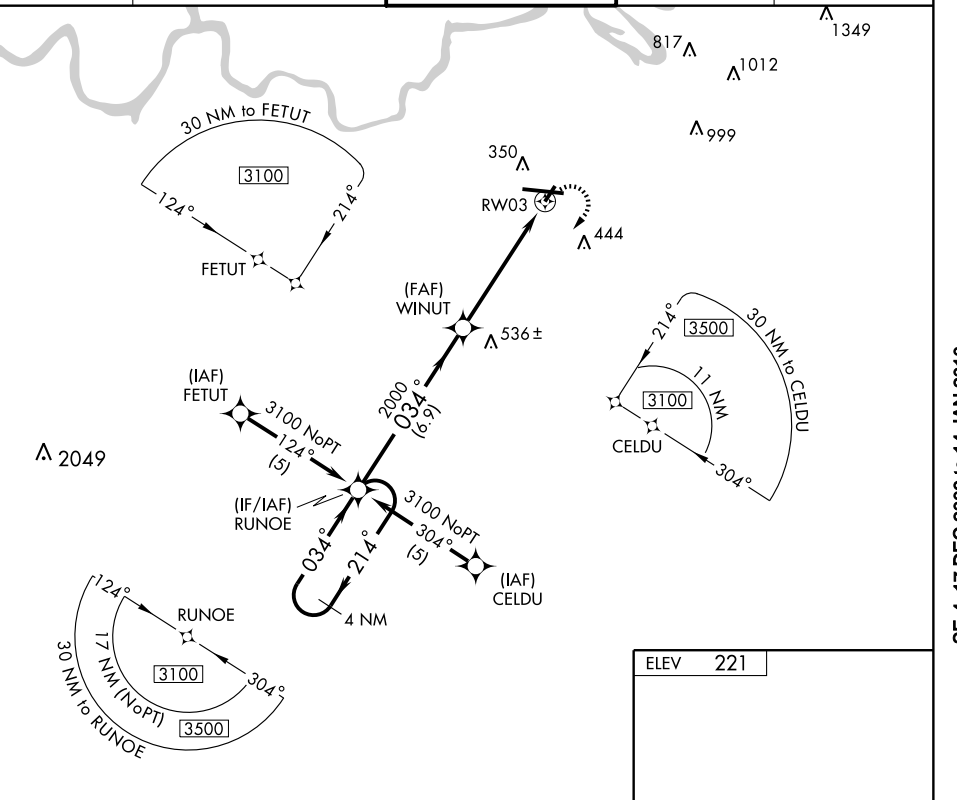 1349
817
1012
999
30 NM to FETUT
3100
124°
214°
FETUT
350
RW03
444
(FAF)
WINUT
536±
2000
034°
(6.9)
(IAF)
FETUT
3100 NoPT
124°
(5)
2049
(IF/IAF)
RUNOE
3100 NoPT
304°
(5)
(IAF)
CELDU
034°
214°
4 NM
214°
3500
30 NM to CELDU
11 NM
3100
CELDU
304°
124°
RUNOE
304°
17 NM (NoPT)
3100
30 NM to RUNOE
3500
ELEV 221